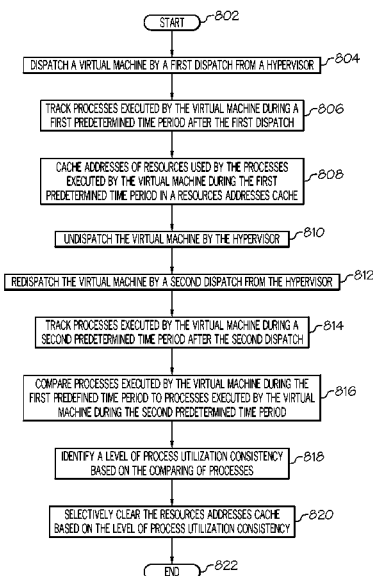 START
802
DISPATCH A VIRTUAL MACHINE BY A FIRST DISPATCH FROM A HYPERVISOR
804
TRACK PROCESSES EXECUTED BY THE VIRTUAL MACHINE DURING A
FIRST PREDETERMINED TIME PERIOD AFTER THE FIRST DISPATCH
806
CACHE ADDRESSES OF RESOURCES USED BY THE PROCESSES
EXECUTED BY THE VIRTUAL MACHINE DURING THE FIRST
PREDETERMINED TIME PERIOD IN A RESOURCES ADDRESSES CACHE
808
UNDISPATCH THE VIRTUAL MACHINE BY THE HYPERVISOR
810
REDISPATCH THE VIRTUAL MACHINE BY A SECOND DISPATCH FROM THE HYPERVISOR
812
TRACK PROCESSES EXECUTED BY THE VIRTUAL MACHINE DURING A
SECOND PREDETERMINED TIME PERIOD AFTER THE SECOND DISPATCH
814
COMPARE PROCESSES EXECUTED BY THE VIRTUAL MACHINE DURING THE
FIRST PREDEFINED TIME PERIOD TO PROCESSES EXECUTED BY THE VIRTUAL
MACHINE DURING THE SECOND PREDETERMINED TIME PERIOD
816
IDENTIFY A LEVEL OF PROCESS UTILIZATION CONSISTENCY
BASED ON THE COMPARING OF PROCESSES
818
SELECTIVELY CLEAR THE RESOURCES ADDRESSES CACHE
BASED ON THE LEVEL OF PROCESS UTILIZATION CONSISTENCY
820
END
822